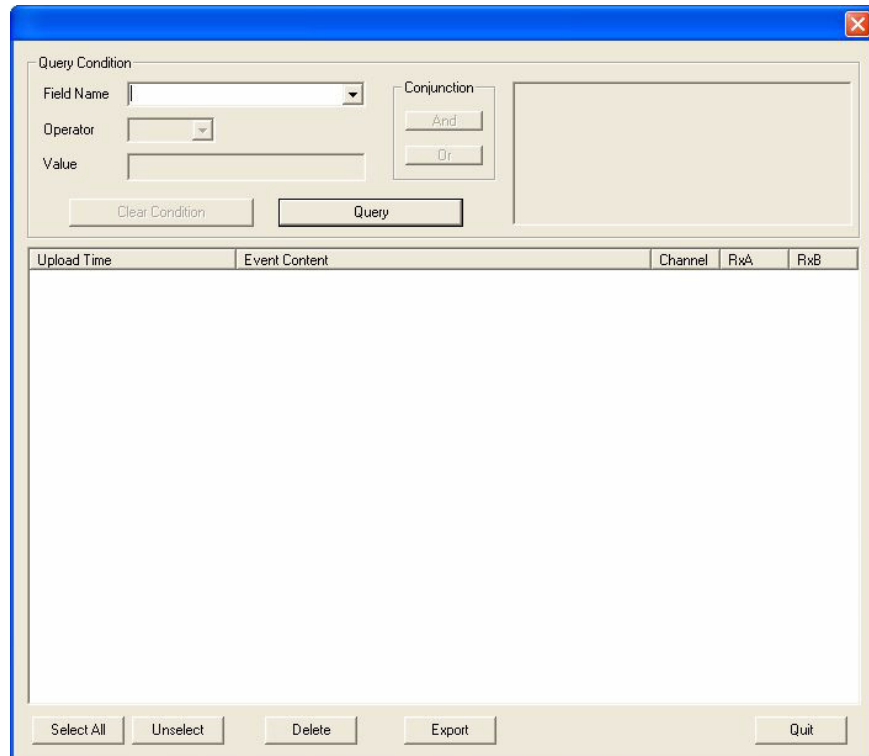 Query Condition
Field Name
Conjunction
And
Operator
Or
Value
Clear Condition
Query
Upload Time Event Content Channel RxA RxB
Select All Unselect Delete Export Quit